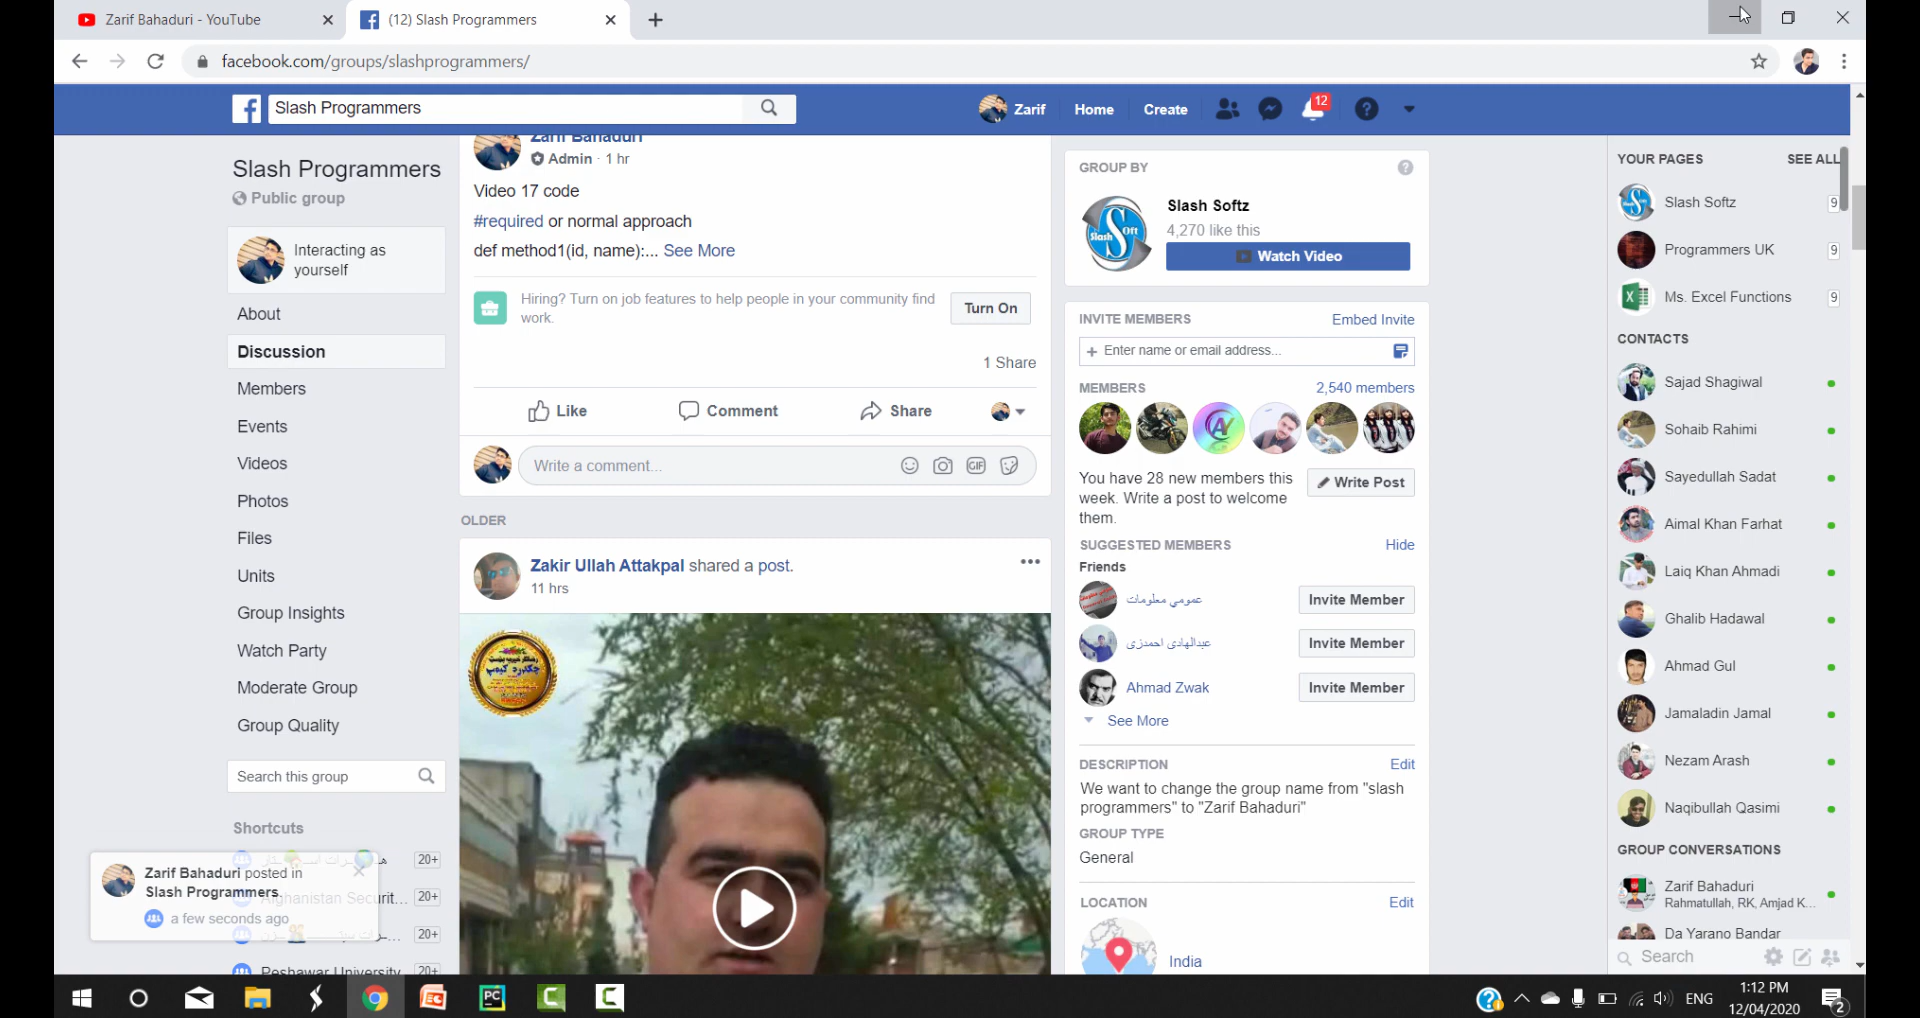 Zarif Bahaduri - YouTube
(12) Slash Programmers
facebook.com/groups/slashprogrammers/
Slash Programmers
Zarif
Home
Create
12
Slash Programmers
Public group
Interacting as
yourself
About
Discussion
Members
Events
Videos
Photos
Files
Units
Group Insights
Watch Party
Moderate Group
Group Quality
Search this group
Shortcuts
20+
Afghanistan Securit... 20+
20+
Peshawar University 20+
Zarif Bahaduri posted in
Slash Programmers.
a few seconds ago
Zarif Bahaduri
Admin · 1 hr
Video 17 code
#required or normal approach
def method1(id, name):... See More
Hiring? Turn on job features to help people in your community find
work.
Turn On
1 Share
Like
Comment
Share
Write a comment...
GIF
OLDER
Zakir Ullah Attakpal shared a post.
11 hrs
GROUP BY
Slash Soft
Slash Softz
4,270 like this
Watch Video
INVITE MEMBERS
Embed Invite
+ Enter name or email address...
MEMBERS
2,540 members
You have 28 new members this
week. Write a post to welcome
them.
Write Post
SUGGESTED MEMBERS
Hide
Friends
عمومي معلومات
Invite Member
عبدالهادی احمدزی
Invite Member
Ahmad Zwak
Invite Member
See More
DESCRIPTION
Edit
We want to change the group name from "slash
programmers" to "Zarif Bahaduri"
GROUP TYPE
General
LOCATION
Edit
India
YOUR PAGES
SEE ALL
Slash Softz 9
Programmers UK 9
Ms. Excel Functions 9
CONTACTS
Sajad Shagiwal
Sohaib Rahimi
Sayedullah Sadat
Aimal Khan Farhat
Laiq Khan Ahmadi
Ghalib Hadawal
Ahmad Gul
Jamaladin Jamal
Nezam Arash
Naqibullah Qasimi
GROUP CONVERSATIONS
Zarif Bahaduri
Rahmatullah, RK, Amjad K...
Da Yarano Bandar
Search
PC
ENG
1:12 PM
12/04/2020
2